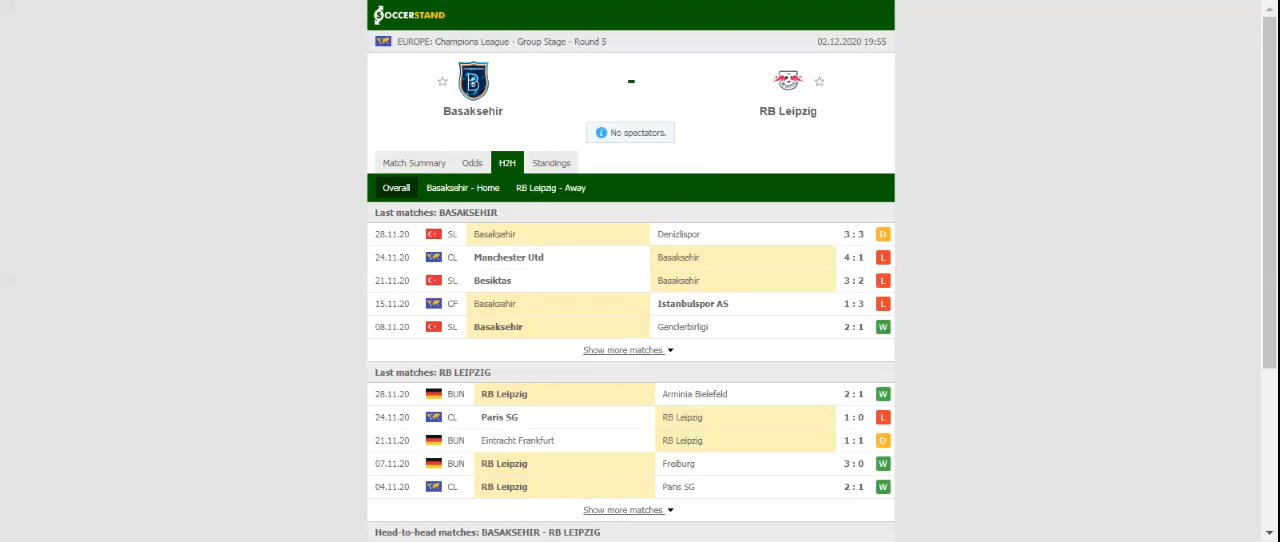 SOCCERSTAND
EUROPE: Champions League - Group Stage - Round 5 02.12.2020 19:55
-
Basaksehir RB Leipzig
No spectators.
Match Summary Odds H2H Standings
Overall Basaksehir - Home RB Leipzig - Away
Last matches: BASAKSEHIR
28.11.20 SL Basaksehir Denizlispor 3 : 3 D
24.11.20 CL Manchester Utd Basaksehir 4 : 1 L
21.11.20 SL Besiktas Basaksehir 3 : 2 L
15.11.20 CF Basaksehir Istanbulspor AS 1 : 3 L
08.11.20 SL Basaksehir Genclerbirligi 2 : 1 W
Show more matches
Last matches: RB LEIPZIG
28.11.20 BUN RB Leipzig Arminia Bielefeld 2 : 1 W
24.11.20 CL Paris SG RB Leipzig 1 : 0 L
21.11.20 BUN Eintracht Frankfurt RB Leipzig 1 : 1 D
07.11.20 BUN RB Leipzig Freiburg 3 : 0 W
04.11.20 CL RB Leipzig Paris SG 2 : 1 W
Show more matches
Head-to-head matches: BASAKSEHIR - RB LEIPZIG